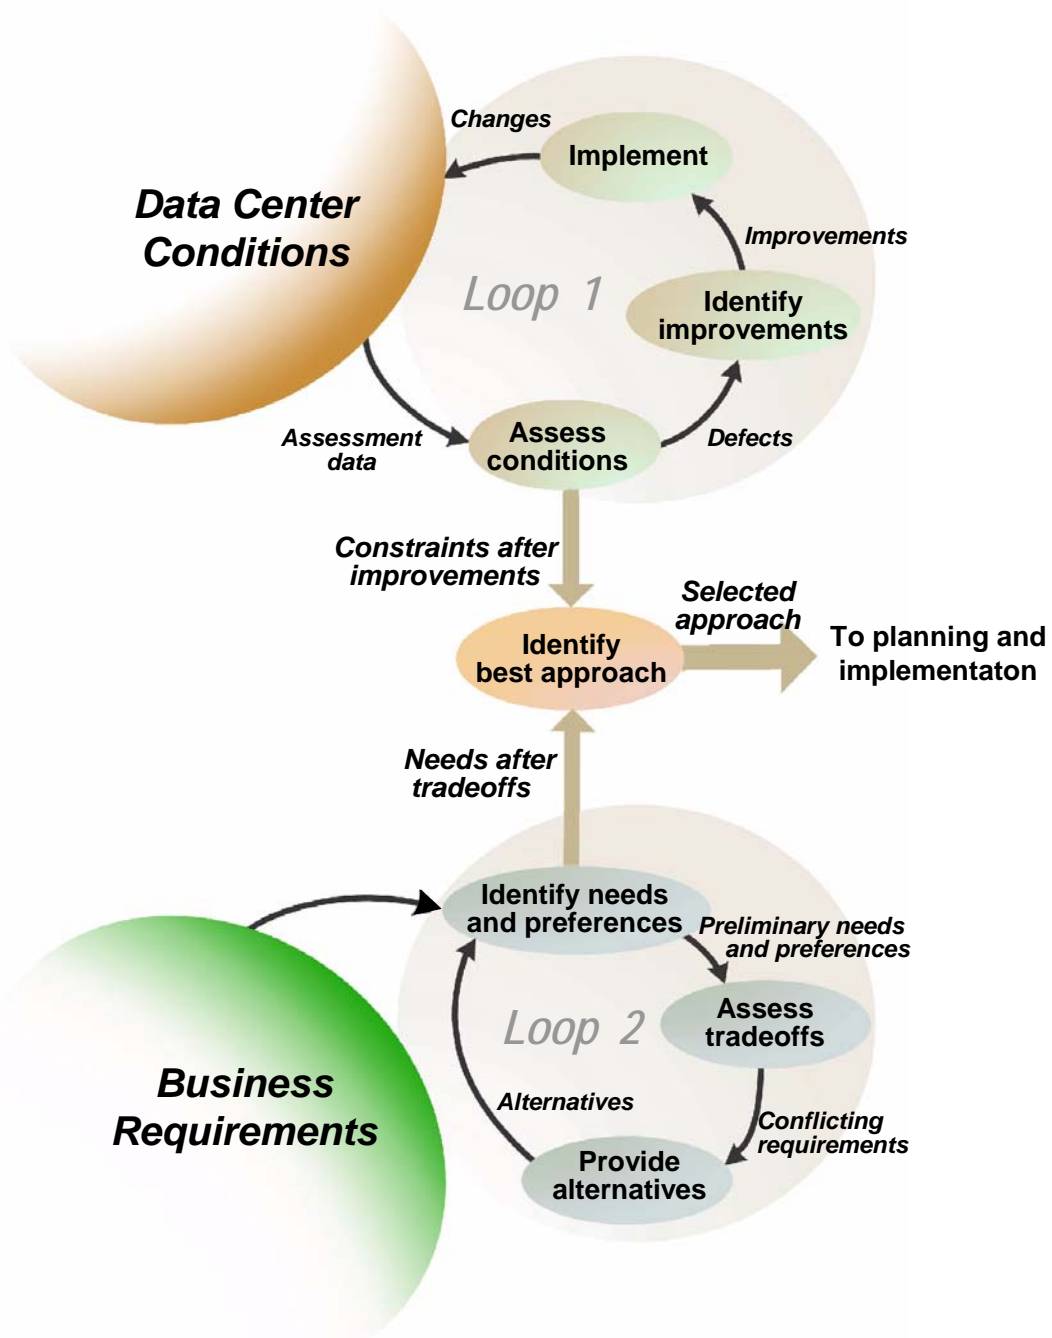 Changes
Implement
Data Center
Conditions
Improvements
Loop 1
Identify
improvements
Assessment
data
Assess
conditions
Defects
Constraints after
improvements
Selected
approach
Identify
best approach
To planning and
implementaton
Needs after
tradeoffs
Identify needs
and preferences
Preliminary needs
and preferences
Loop 2
Assess
tradeoffs
Business
Requirements
Alternatives
Conflicting
requirements
Provide
alternatives